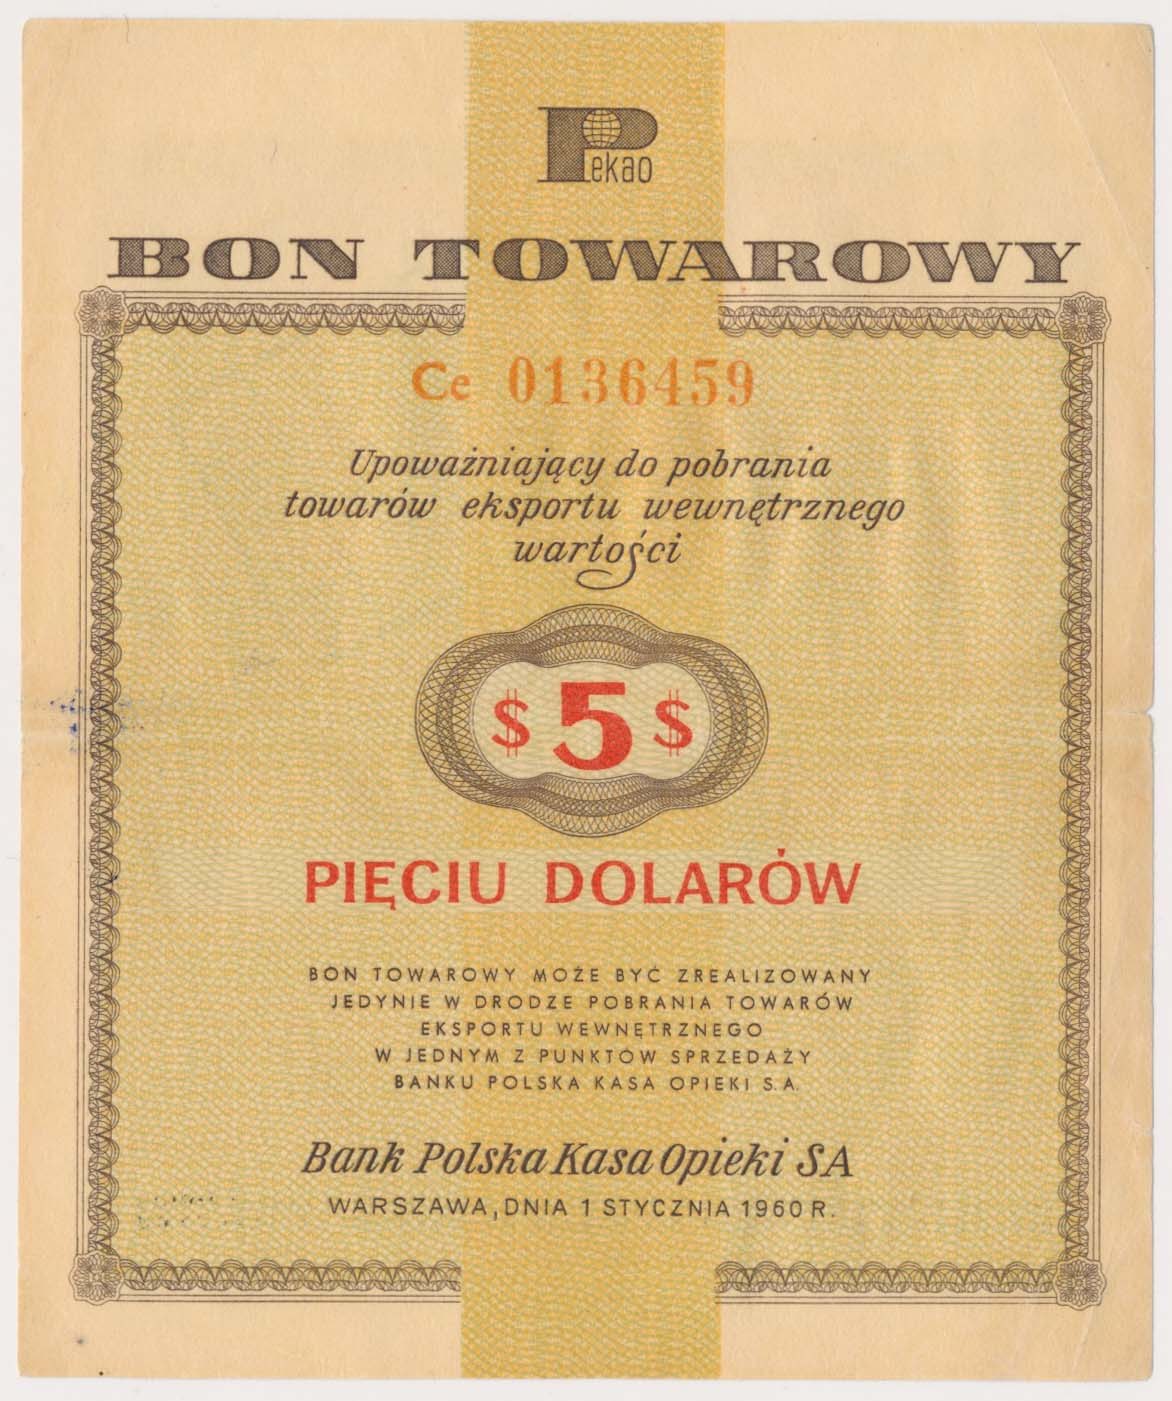 Pekao
BON TOWAROWY
Ce 0136459
Upoważniający do pobrania
towarów eksportu wewnętrznego
wartości
$ 5 $
PIĘCIU DOLARÓW
BON TOWAROWY MOŻE BYĆ ZREALIZOWANY
JEDYNIE W DRODZE POBRANIA TOWARÓW
EKSPORTU WEWNĘTRZNEGO
W JEDNYM Z PUNKTÓW SPRZEDAŻY
BANKU POLSKA KASA OPIEKI S.A.
Bank Polska Kasa Opieki SA
WARSZAWA, DNIA 1 STYCZNIA 1960 R.